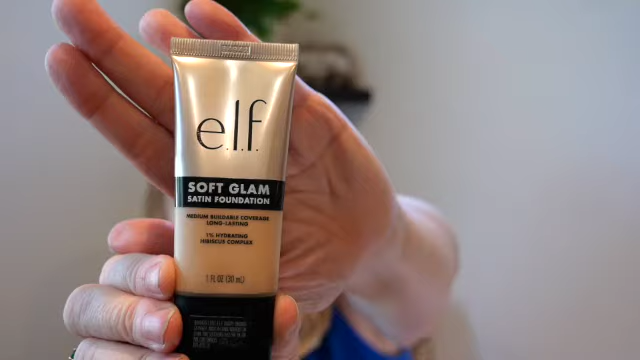 e.l.f.
SOFT GLAM
SATIN FOUNDATION
MEDIUM BUILDABLE COVERAGE
LONG-LASTING
1% HYDRATING
HIBISCUS COMPLEX
1 FL OZ (30 mL)